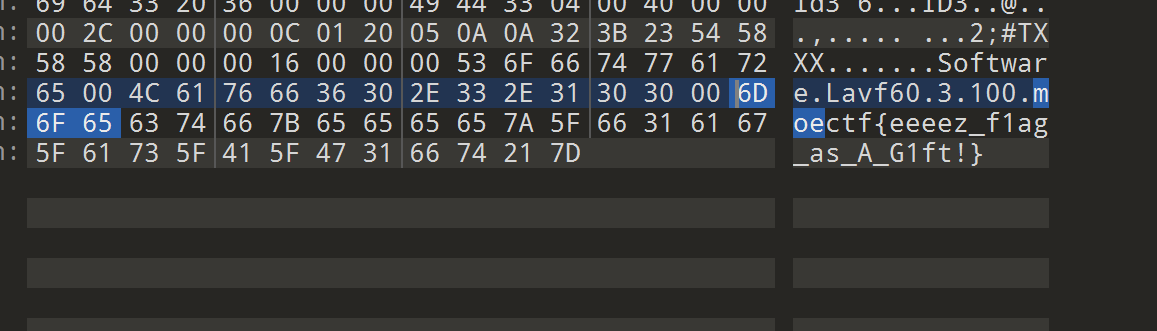 69 64 33 20 36 00 00 00 49 44 33 04 00 40 00 00 id3 6...ID3..@..
00 2C 00 00 00 0C 01 20 05 0A 0A 32 3B 23 54 58 .,..... ...2;#TX
58 58 00 00 00 16 00 00 00 53 6F 66 74 77 61 72 XX.......Softwar
65 00 4C 61 76 66 36 30 2E 33 2E 31 30 30 00 6D e.Lavf60.3.100.m
6F 65 63 74 66 7B 65 65 65 65 7A 5F 66 31 61 67 oectf{eeeez_f1ag
5F 61 73 5F 41 5F 47 31 66 74 21 7D _as_A_G1ft!}